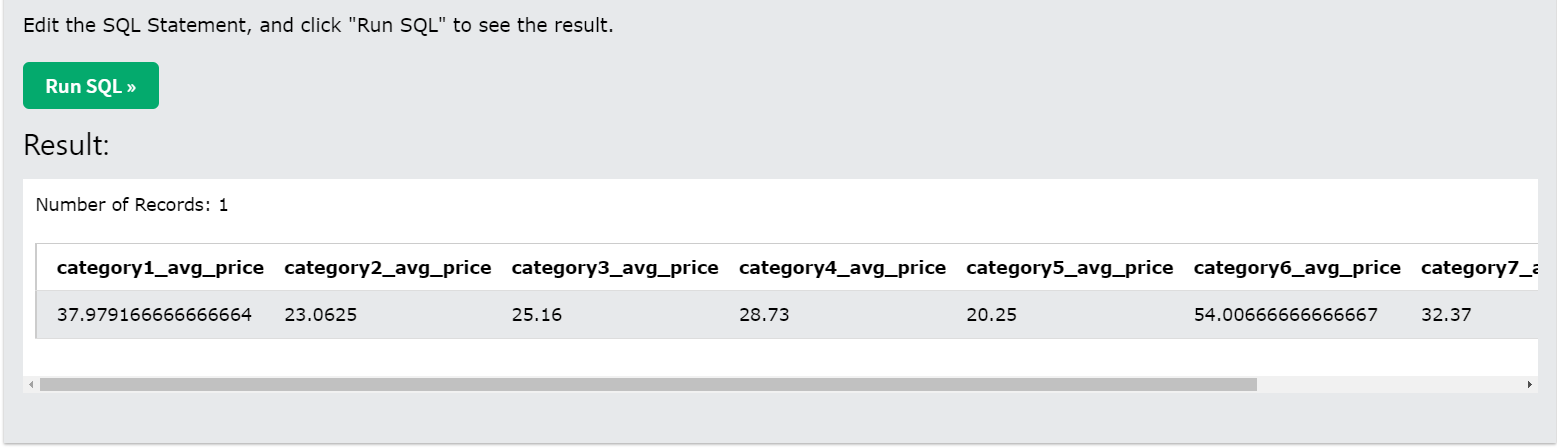 Edit the SQL Statement, and click "Run SQL" to see the result.
Run SQL »
Result:
Number of Records: 1
category1_avg_price category2_avg_price category3_avg_price category4_avg_price category5_avg_price category6_avg_price category7_
37.979166666666664 23.0625 25.16 28.73 20.25 54.00666666666667 32.37